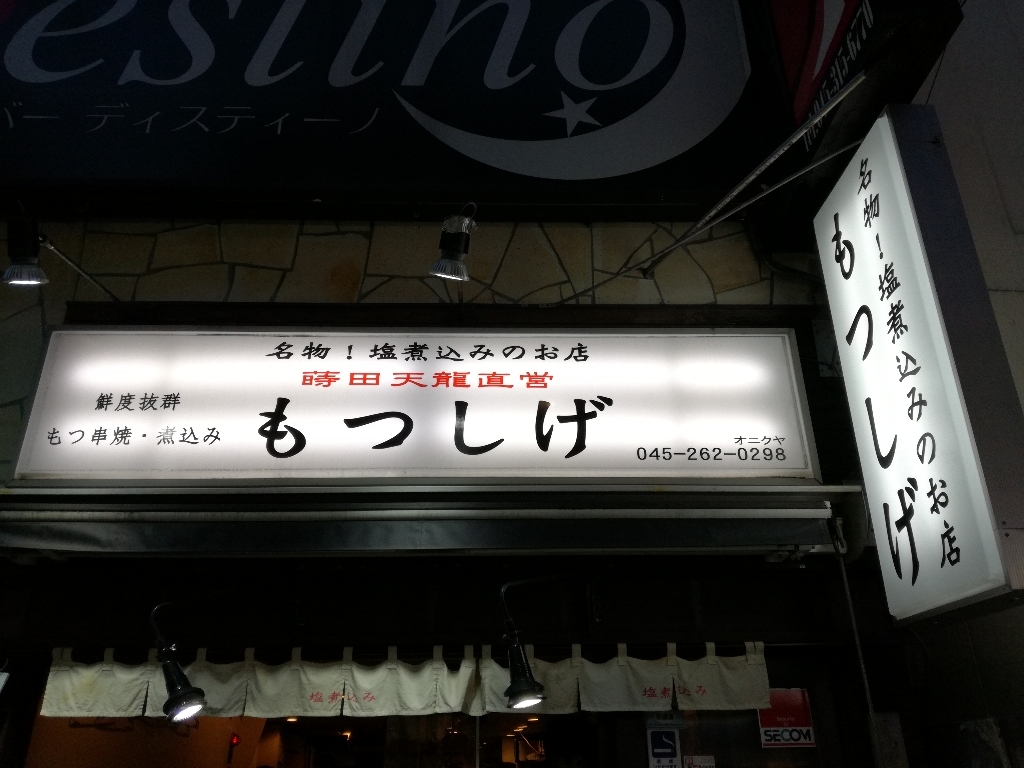 estino
バー ディスティーノ
名物！塩煮込みのお店
蒔田天龍直営
鮮度抜群
もつ串焼・煮込み
もつしげ
オニクヤ
045-262-0298
名物！塩煮込みのお店
もつしげ
塩煮込み
塩煮込み
SECOM